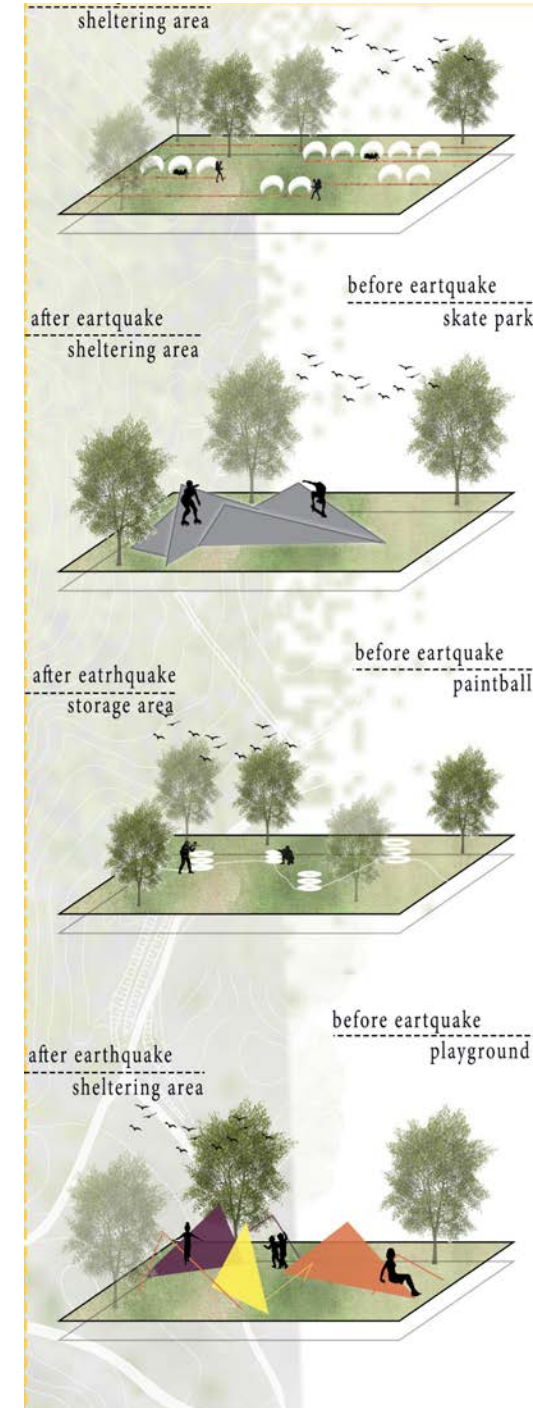 sheltering area
before eartquake
skate park
after eartquake
sheltering area
before eartquake
paintball
after eatrhquake
storage area
before eartquake
playground
after earthquake
sheltering area